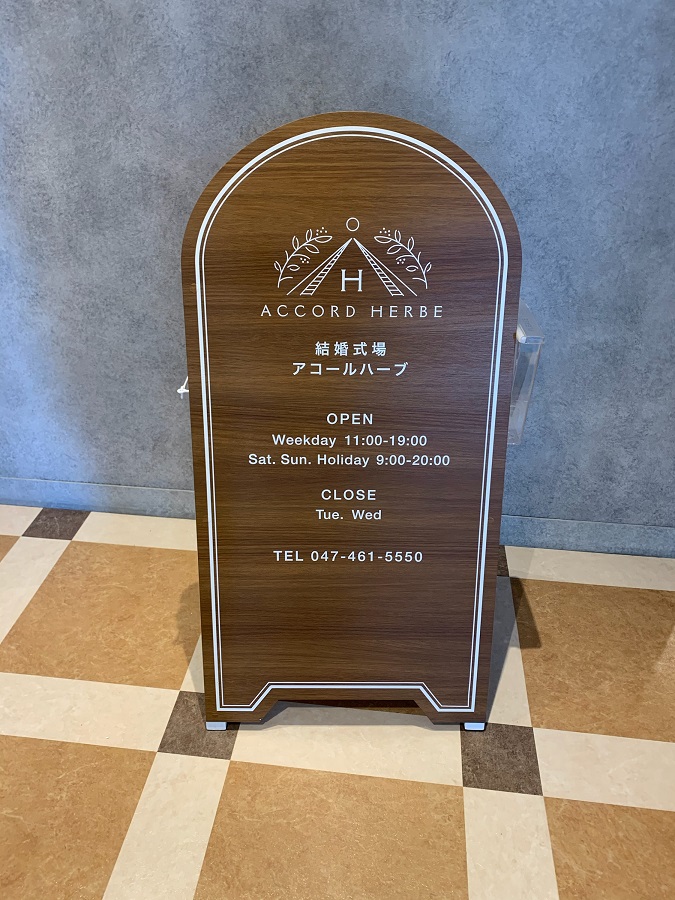 H
ACCORD HERBE
結婚式場
アコールハーブ
OPEN
Weekday 11:00-19:00
Sat. Sun. Holiday 9:00-20:00
CLOSE
Tue. Wed
TEL 047-461-5550